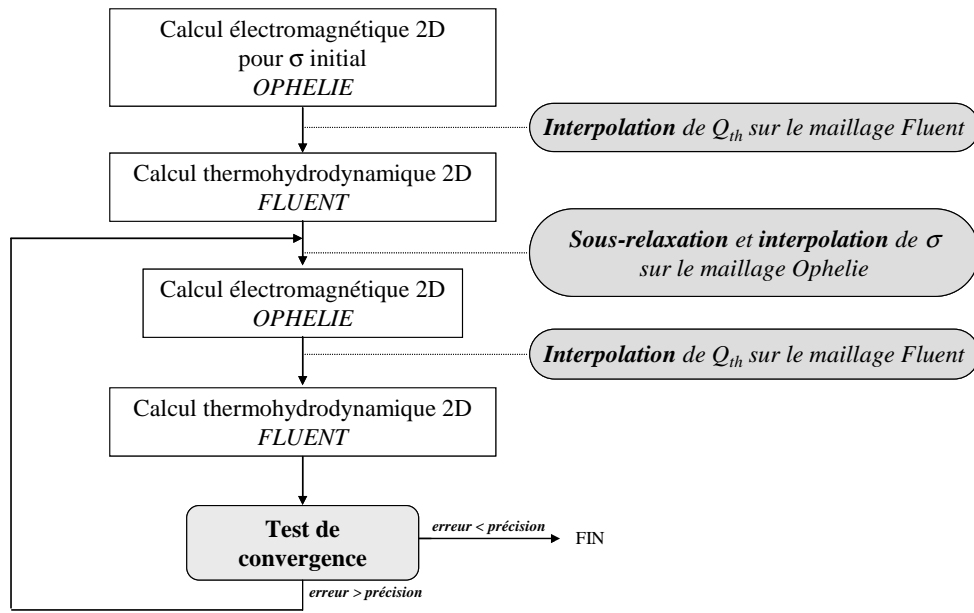 Calcul électromagnétique 2D
pour σ initial
OPHELIE
Interpolation de Qth sur le maillage Fluent
Calcul thermohydrodynamique 2D
FLUENT
Sous-relaxation et interpolation de σ
sur le maillage Ophelie
Calcul électromagnétique 2D
OPHELIE
Interpolation de Qth sur le maillage Fluent
Calcul thermohydrodynamique 2D
FLUENT
Test de
convergence
erreur < précision
FIN
erreur > précision